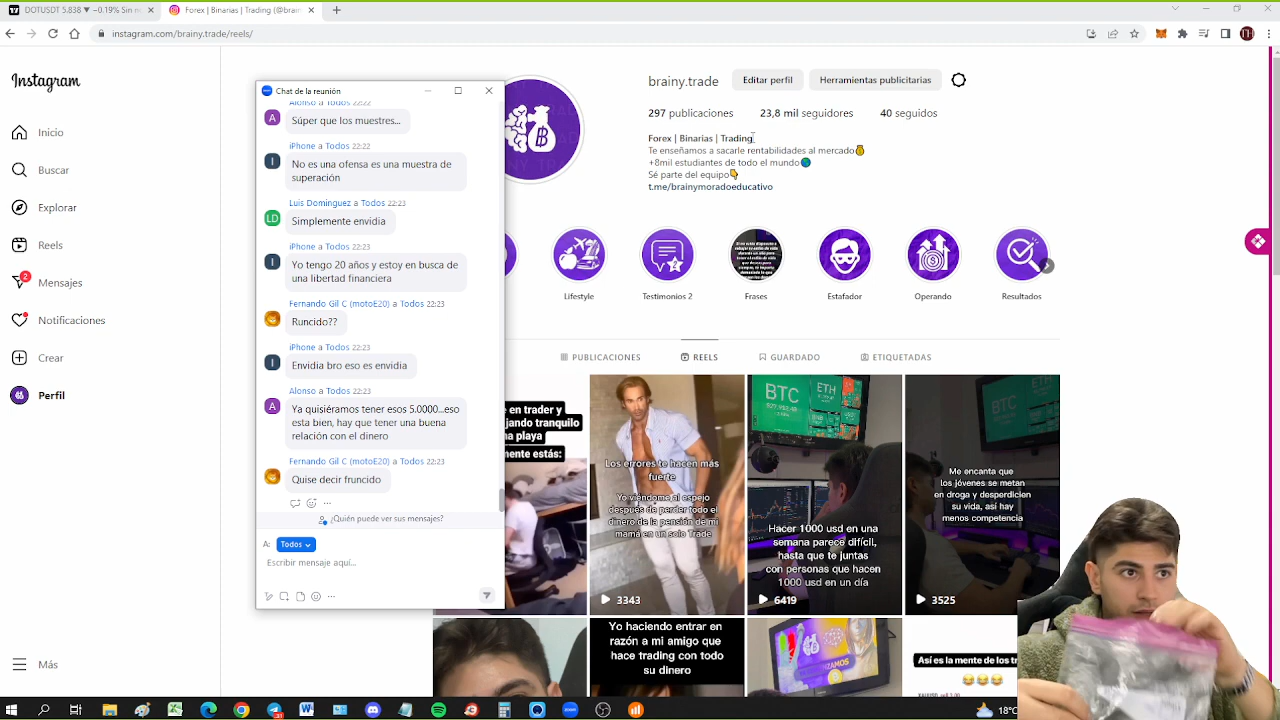 DOTUSDT 5.838 ▼ −0.19% Sin n
Forex | Binarias | Trading (@brain
instagram.com/brainy.trade/reels/
Instagram
Inicio
Buscar
Explorar
Reels
2
Mensajes
Notificaciones
Crear
Perfil
Más
Chat de la reunión
Alonso a Todos 22:22
Súper que los muestres...
iPhone a Todos 22:22
No es una ofensa es una muestra de
superación
Luis Dominguez a Todos 22:23
LD
Simplemente envidia
iPhone a Todos 22:23
Yo tengo 23 años y estoy en busca de
una libertad financiera
Fernando Gil C (motoE20) a Todos 22:23
Runcido??
iPhone a Todos 22:23
Envidia bro eso es envidia
Alonso a Todos 22:23
Ya quisiéramos tener esos 5.0000...eso
esta bien, hay que tener una buena
relación con el dinero
Fernando Gil C (motoE20) a Todos 22:23
Quise decir fruncido
¿Quién puede ver sus mensajes?
A: Todos
Escribir mensaje aquí...
brainy.trade
Editar perfil
Herramientas publicitarias
297 publicaciones 23,8 mil seguidores 40 seguidos
Forex | Binarias | Trading
Te enseñamos a sacarle rentabilidades al mercado💰
+8mil estudiantes de todo el mundo🌎
Sé parte del equipo👇
t.me/brainymoradoeducativo
Lifestyle
Testimonios 2
Frases
Estafador
Operando
Resultados
PUBLICACIONES
REELS
GUARDADO
ETIQUETADAS
e en trader y
jando tranquilo
na playa
mente estás:
Los errores te hacen más
fuerte
Yo viéndome al espejo
después de perder todo el
dinero de la pensión de mi
mamá en un solo Trade
3343
BTC
ETH
Hacer 1000 usd en una
semana parece difícil,
hasta que te juntas
con personas que hacen
1000 usd en un día
6419
BTC
Me encanta que
los jóvenes se metan
en droga y desperdicien
su vida, así hay
menos competencia
3525
Yo haciendo entrar en
razón a mi amigo que
hace trading con todo
su dinero
Así es la mente de los tr
18°C